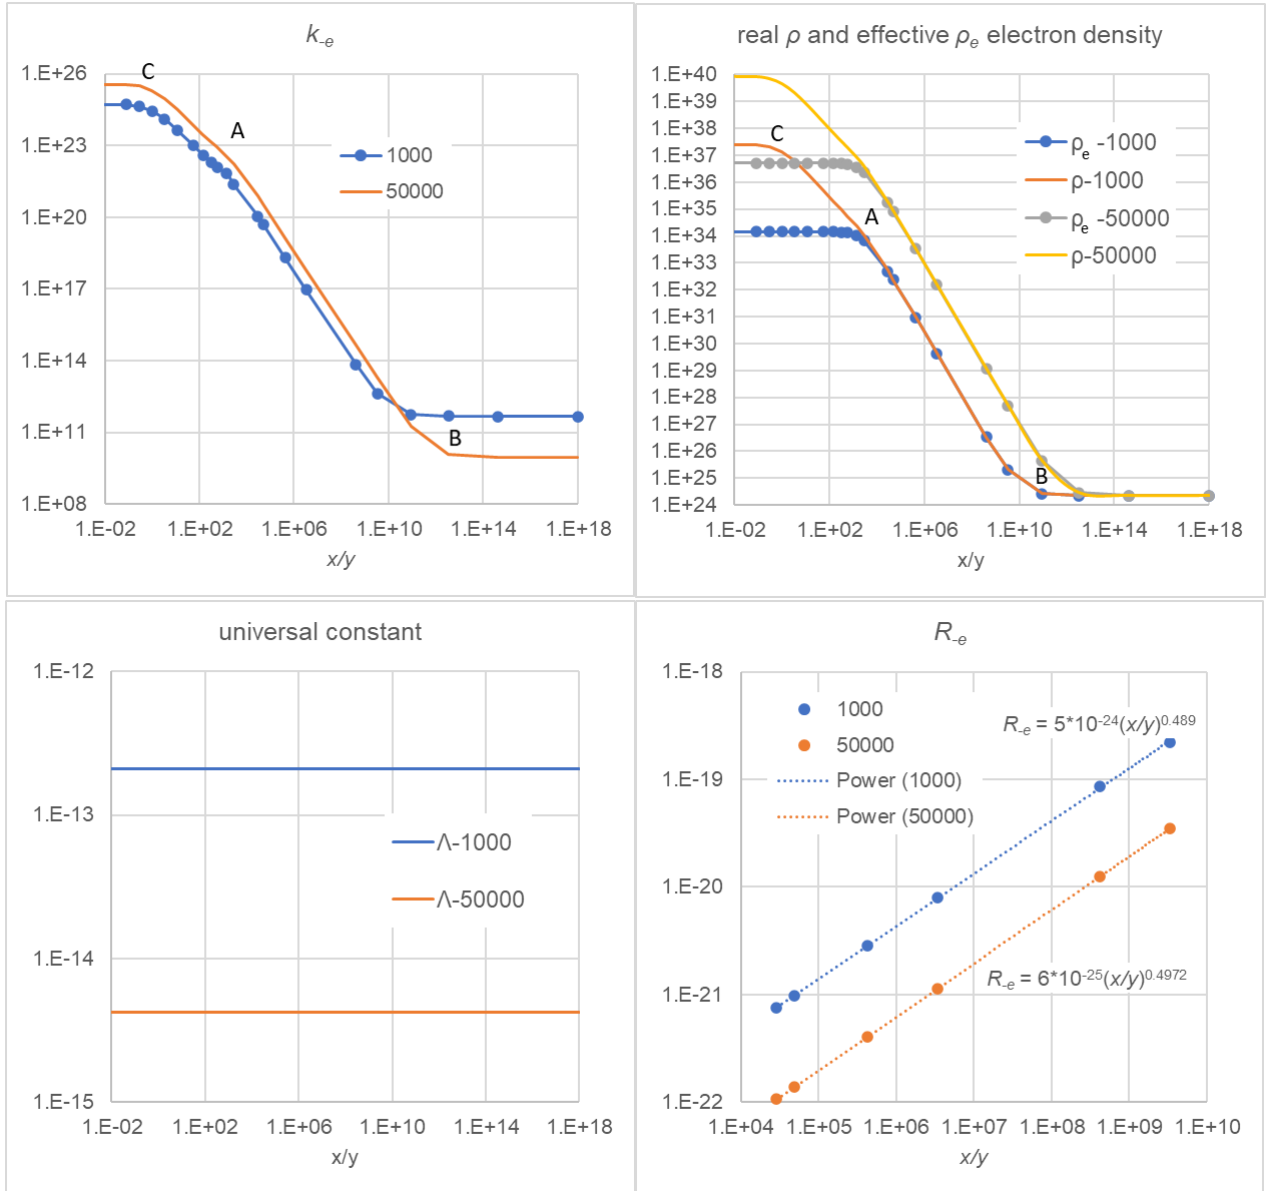 k-e
1.E+26
1.E+23
1.E+20
1.E+17
1.E+14
1.E+11
1.E+08
C
A
B
1000
50000
1.E-02 1.E+02 1.E+06 1.E+10 1.E+14 1.E+18
x/y
real ρ and effective ρe electron density
1.E+40
1.E+39
1.E+38
1.E+37
1.E+36
1.E+35
1.E+34
1.E+33
1.E+32
1.E+31
1.E+30
1.E+29
1.E+28
1.E+27
1.E+26
1.E+25
1.E+24
C
A
B
ρe -1000
ρ-1000
ρe -50000
ρ-50000
1.E-02 1.E+02 1.E+06 1.E+10 1.E+14 1.E+18
x/y
universal constant
1.E-12
1.E-13
1.E-14
1.E-15
Λ-1000
Λ-50000
1.E-02 1.E+02 1.E+06 1.E+10 1.E+14 1.E+18
x/y
R-e
1.E-18
1.E-19
1.E-20
1.E-21
1.E-22
1000
50000
Power (1000)
Power (50000)
R-e = 5*10-24(x/y)0.489
R-e = 6*10-25(x/y)0.4972
1.E+04 1.E+05 1.E+06 1.E+07 1.E+08 1.E+09 1.E+10
x/y